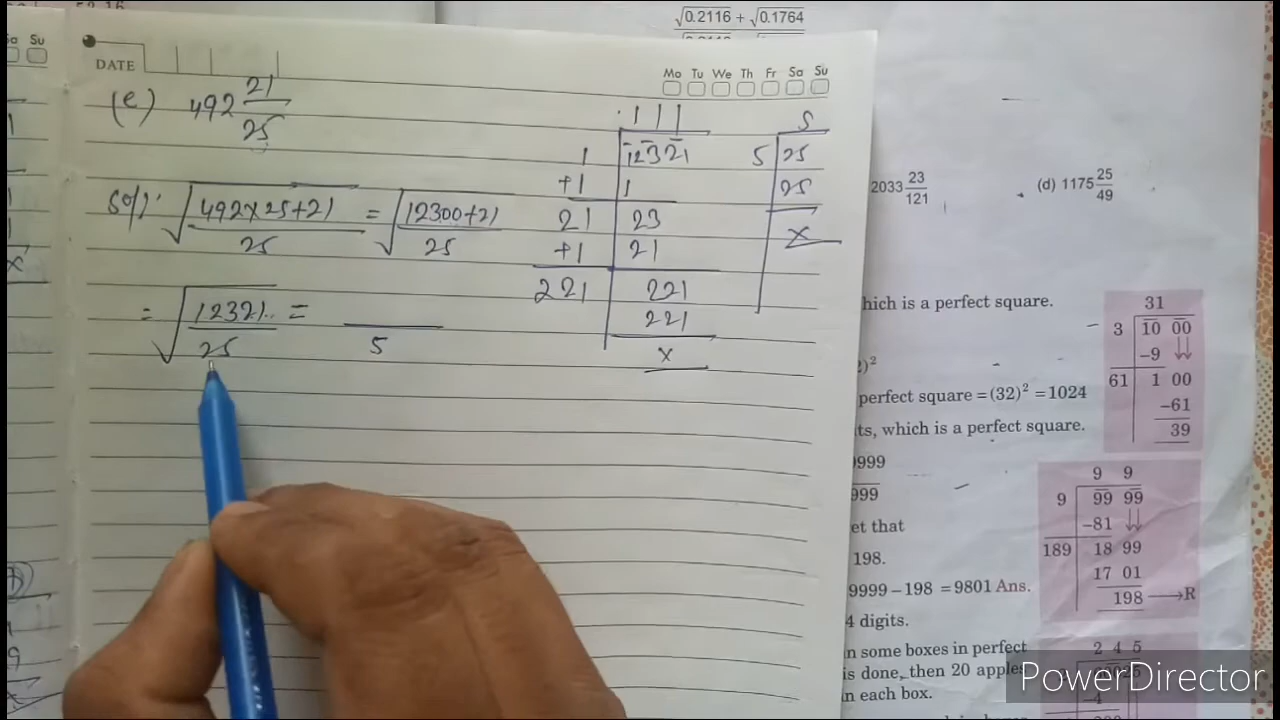 DATE
Mo Tu We Th Fr Sa Su
(e) 492 21/25
Sol: √(492×25+21)/25 = √(12300+21)/25
= √12321/25 = /5
111
1 12321
+1 1
21 23
+1 21
221 221
221
x
5
5 25
25
x
Su
√0.2116 + √0.1764
2033 23/121
(d) 1175 25/49
hich is a perfect square.
2)²
perfect square = (32)² = 1024
ts, which is a perfect square.
9999
999
et that
198.
9999 – 198 = 9801 Ans.
4 digits.
n some boxes in perfect
is done, then 20 apples
n each box.
31
3 10 00
–9
61 1 00
–61
39
9 9
9 99 99
–81
189 18 99
17 01
198 → R
2 4 5
–4
PowerDirector